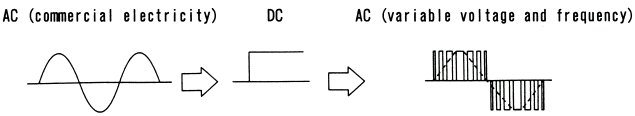 AC (commercial electricity) DC AC (variable voltage and frequency)